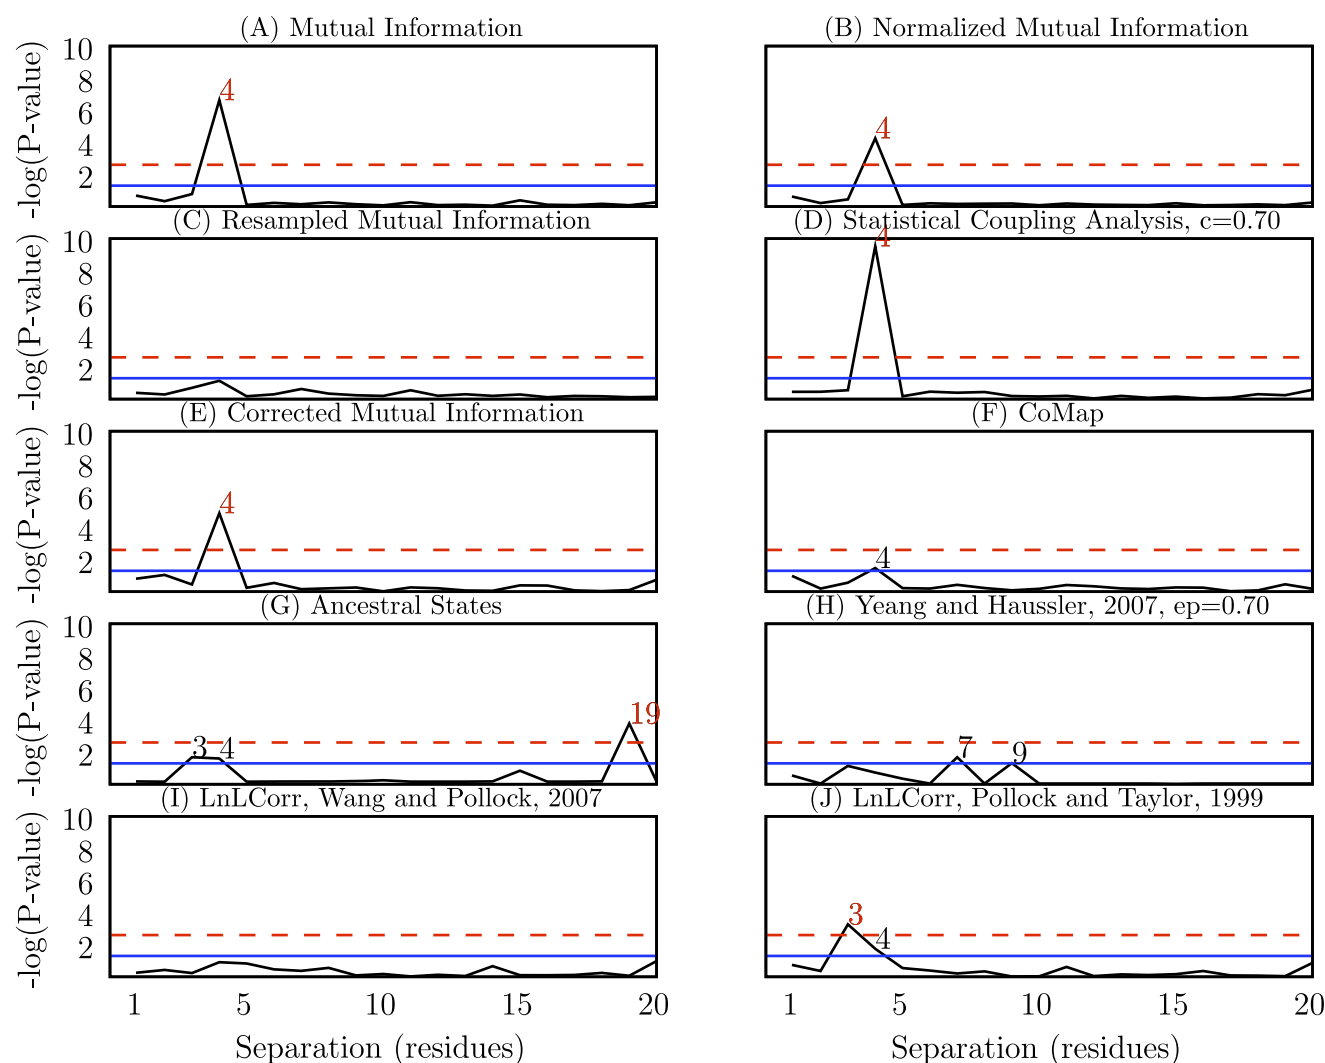 (A) Mutual Information
(B) Normalized Mutual Information
10
8
6
4
2
-log(P-value)
4
4
(C) Resampled Mutual Information
(D) Statistical Coupling Analysis, c=0.70
10
8
6
4
2
-log(P-value)
4
(E) Corrected Mutual Information
(F) CoMap
10
8
6
4
2
-log(P-value)
4
4
(G) Ancestral States
(H) Yeang and Haussler, 2007, ep=0.70
10
8
6
4
2
-log(P-value)
3 4
19
7
9
(I) LnLCorr, Wang and Pollock, 2007
(J) LnLCorr, Pollock and Taylor, 1999
10
8
6
4
2
-log(P-value)
3
4
1 5 10 15 20
1 5 10 15 20
Separation (residues)
Separation (residues)